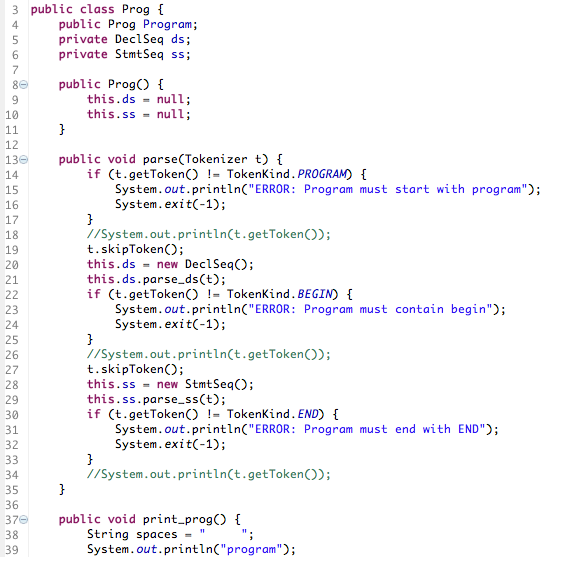 3 public class Prog {
4     public Prog Program;
5     private DeclSeq ds;
6     private StmtSeq ss;
7
8     public Prog() {
9         this.ds = null;
10         this.ss = null;
11     }
12
13     public void parse(Tokenizer t) {
14         if (t.getToken() != TokenKind.PROGRAM) {
15             System.out.println("ERROR: Program must start with program");
16             System.exit(-1);
17         }
18         //System.out.println(t.getToken());
19         t.skipToken();
20         this.ds = new DeclSeq();
21         this.ds.parse_ds(t);
22         if (t.getToken() != TokenKind.BEGIN) {
23             System.out.println("ERROR: Program must contain begin");
24             System.exit(-1);
25         }
26         //System.out.println(t.getToken());
27         t.skipToken();
28         this.ss = new StmtSeq();
29         this.ss.parse_ss(t);
30         if (t.getToken() != TokenKind.END) {
31             System.out.println("ERROR: Program must end with END");
32             System.exit(-1);
33         }
34         //System.out.println(t.getToken());
35     }
36
37     public void print_prog() {
38         String spaces = "     ";
39         System.out.println("program");